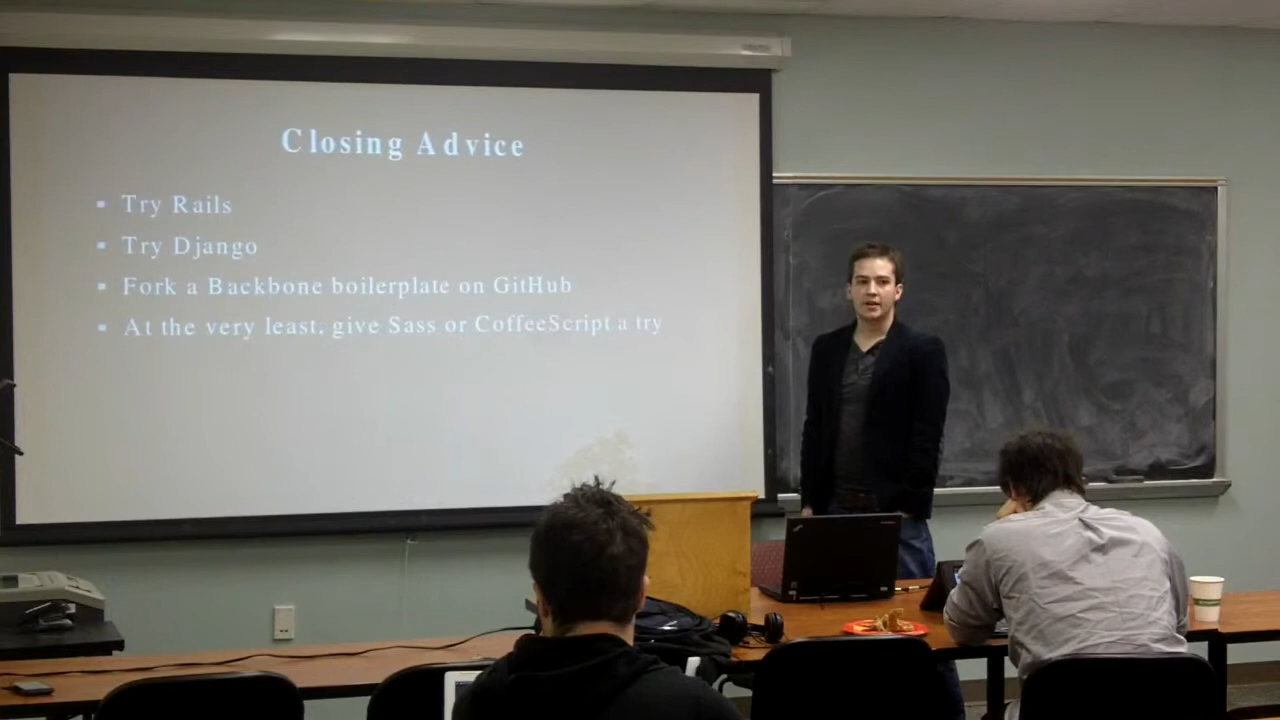 Closing Advice
Try Rails
Try Django
Fork a Backbone boilerplate on GitHub
At the very least, give Sass or CoffeeScript a try